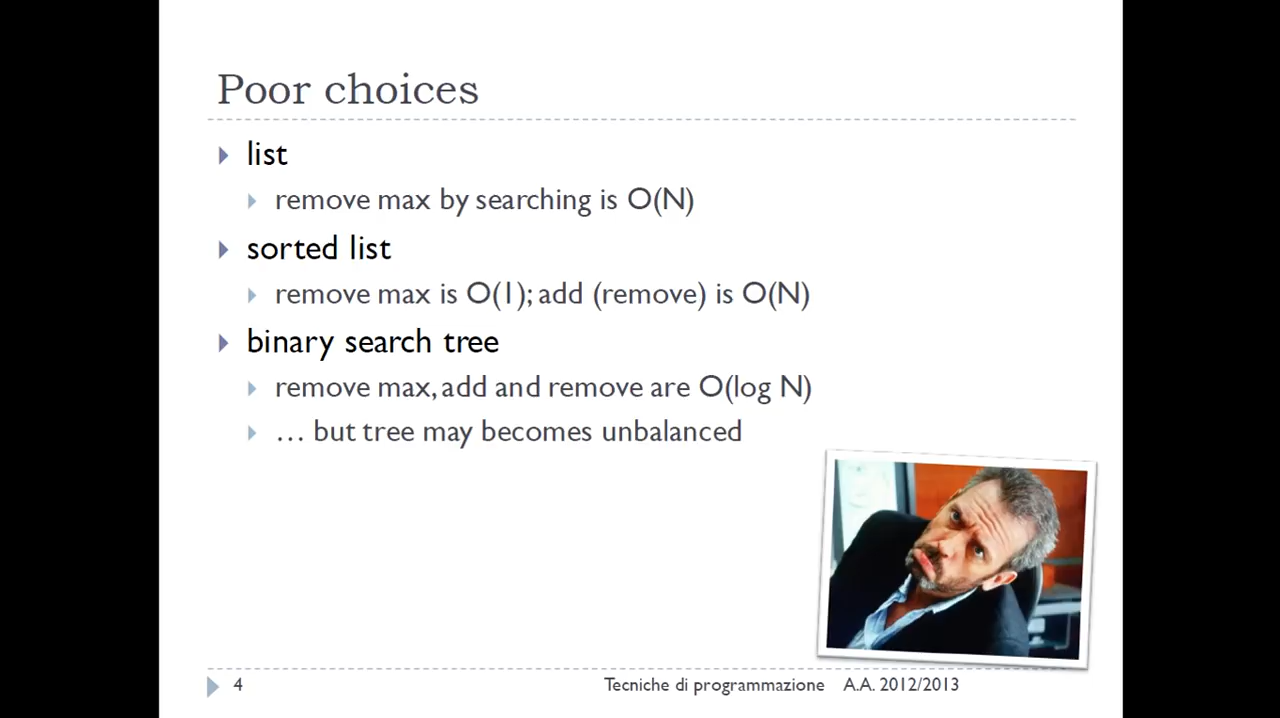 Poor choices
list
remove max by searching is O(N)
sorted list
remove max is O(1); add (remove) is O(N)
binary search tree
remove max, add and remove are O(log N)
… but tree may becomes unbalanced
4 Tecniche di programmazione A.A. 2012/2013